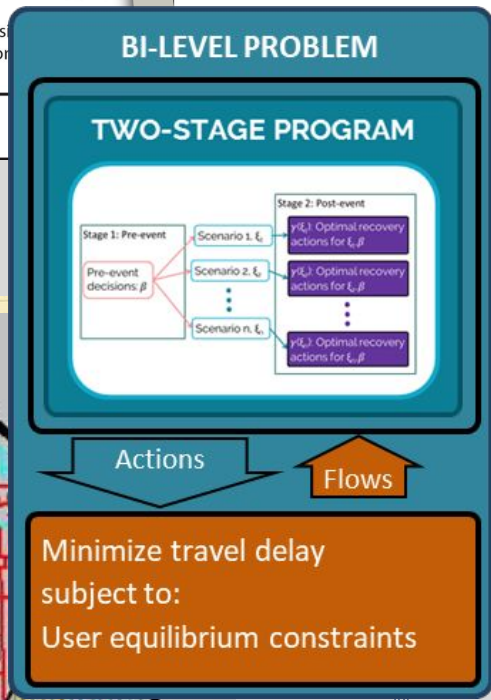 BI-LEVEL PROBLEM
TWO-STAGE PROGRAM
Stage 1: Pre-event
Pre-event
decisions: β
Scenario 1, ξ₁
Scenario 2, ξ₂
Scenario n, ξₙ
Stage 2: Post-event
γ(ξ₁): Optimal recovery
actions for ξ₁,β
γ(ξ₂): Optimal recovery
actions for ξ₂,β
γ(ξₙ): Optimal recovery
actions for ξₙ,β
Actions
Flows
Minimize travel delay
subject to:
User equilibrium constraints